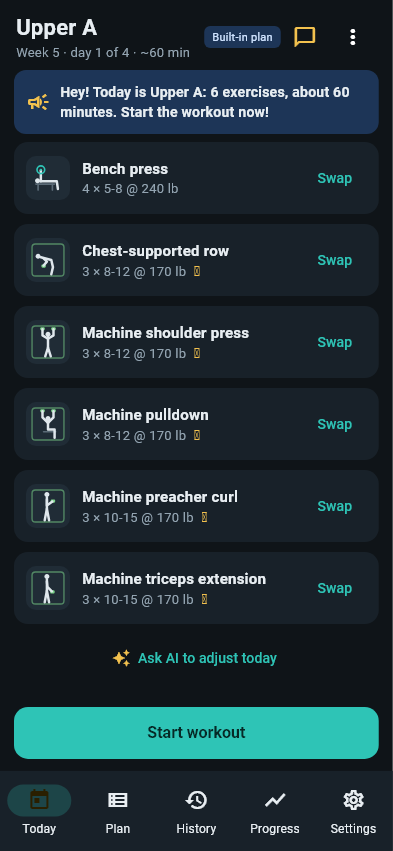 Upper A
Week 5 · day 1 of 4 · ~60 min
Built-in plan
Hey! Today is Upper A: 6 exercises, about 60
minutes. Start the workout now!
Bench press
4 × 5-8 @ 240 lb
Swap
Chest-supported row
3 × 8-12 @ 170 lb
Swap
Machine shoulder press
3 × 8-12 @ 170 lb
Swap
Machine pulldown
3 × 8-12 @ 170 lb
Swap
Machine preacher curl
3 × 10-15 @ 170 lb
Swap
Machine triceps extension
3 × 10-15 @ 170 lb
Swap
Ask AI to adjust today
Start workout
Today
Plan
History
Progress
Settings